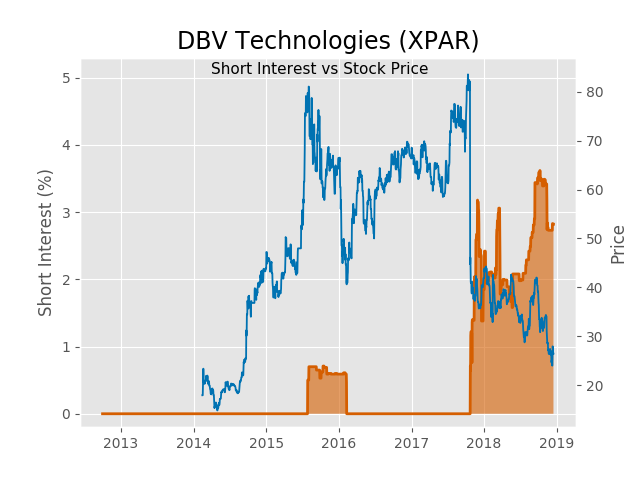 DBV Technologies (XPAR)
Short Interest vs Stock Price
Short Interest (%)
5
4
3
2
1
0
80
70
60
50
40
30
20
Price
2013 2014 2015 2016 2017 2018 2019